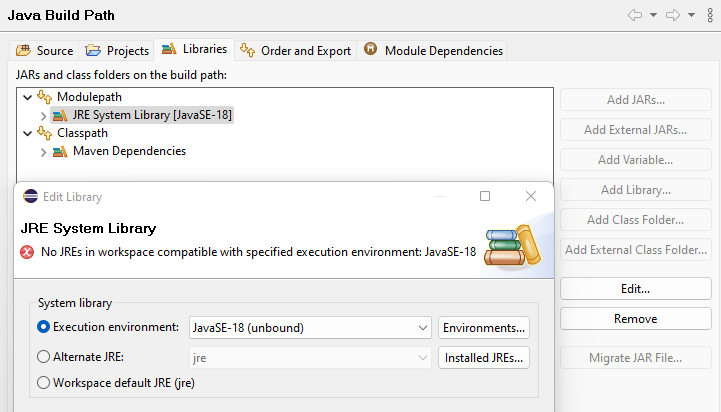 Java Build Path
Source Projects Libraries Order and Export Module Dependencies
JARs and class folders on the build path:
Modulepath
JRE System Library [JavaSE-18]
Classpath
Maven Dependencies
Add JARs...
Add External JARs...
Add Variable...
Add Library...
Add Class Folder...
Add External Class Folder...
Edit...
Remove
Migrate JAR File...
Edit Library
JRE System Library
No JREs in workspace compatible with specified execution environment: JavaSE-18
System library
Execution environment: JavaSE-18 (unbound) Environments...
Alternate JRE: jre Installed JREs...
Workspace default JRE (jre)